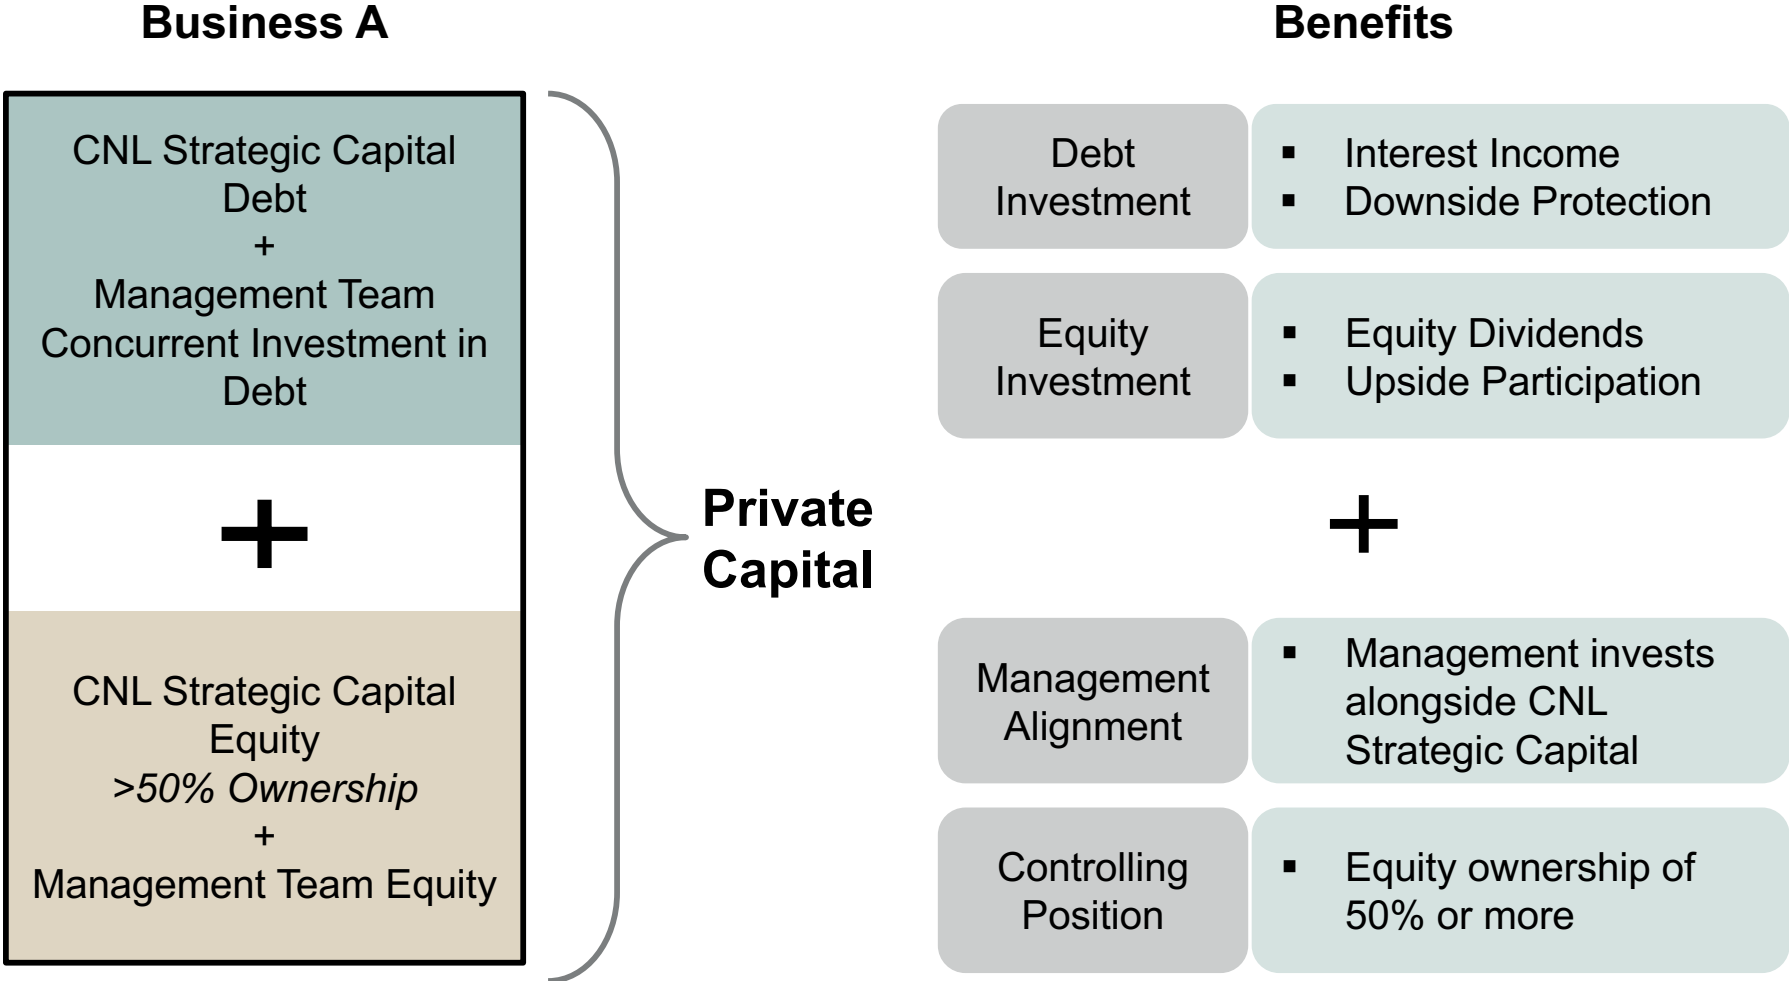 Business A
CNL Strategic Capital
Debt
+
Management Team
Concurrent Investment in
Debt
+
CNL Strategic Capital
Equity
>50% Ownership
+
Management Team Equity
Private
Capital
Benefits
Debt
Investment
▪ Interest Income
▪ Downside Protection
Equity
Investment
▪ Equity Dividends
▪ Upside Participation
+
Management
Alignment
▪ Management invests
alongside CNL
Strategic Capital
Controlling
Position
▪ Equity ownership of
50% or more